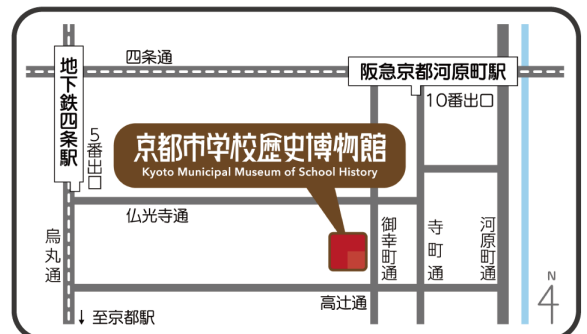 四条通
阪急京都河原町駅
10番出口
地下鉄四条駅
5番出口
京都市学校歴史博物館
Kyoto Municipal Museum of School History
仏光寺通
烏丸通
御幸町通
寺町通
河原町通
高辻通
↓ 至京都駅
N